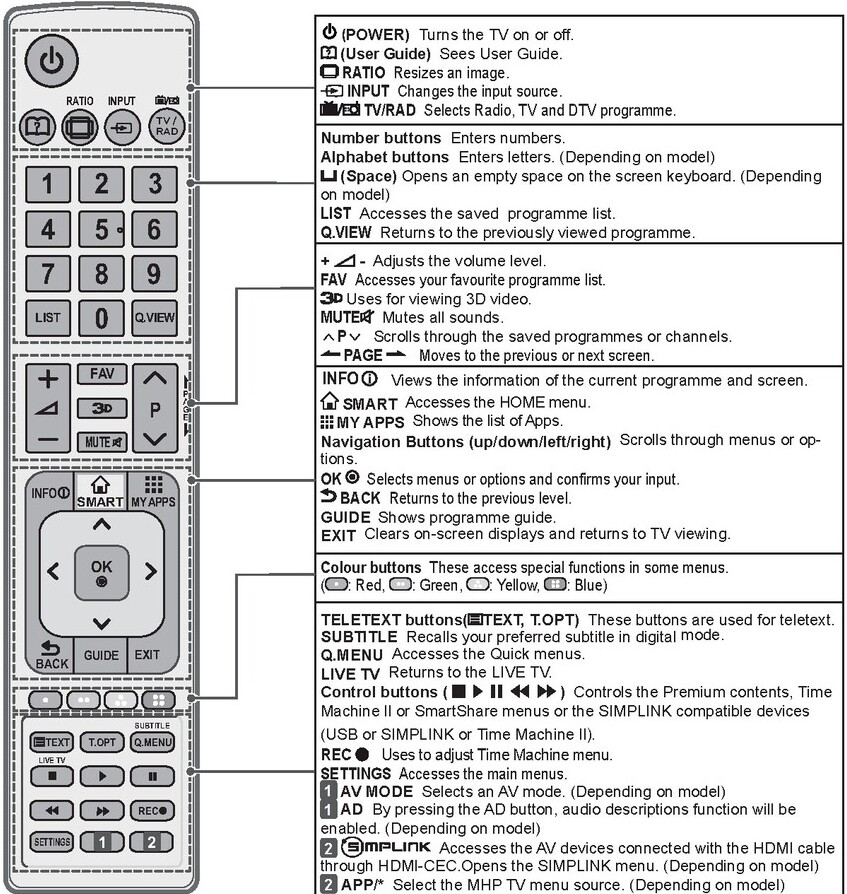 RATIO INPUT
TV/
RAD
1 2 3
4 5 6
7 8 9
LIST 0 Q.VIEW
+ FAV
3D P PAGE
- MUTE
INFO SMART MY APPS
OK
BACK GUIDE EXIT
SUBTITLE
TEXT T.OPT Q.MENU
LIVE TV
REC
SETTINGS 1 2
(POWER) Turns the TV on or off.
(User Guide) Sees User Guide.
RATIO Resizes an image.
INPUT Changes the input source.
TV/RAD Selects Radio, TV and DTV programme.
Number buttons Enters numbers.
Alphabet buttons Enters letters. (Depending on model)
(Space) Opens an empty space on the screen keyboard. (Depending
on model)
LIST Accesses the saved programme list.
Q.VIEW Returns to the previously viewed programme.
+ - Adjusts the volume level.
FAV Accesses your favourite programme list.
3D Uses for viewing 3D video.
MUTE Mutes all sounds.
P Scrolls through the saved programmes or channels.
PAGE Moves to the previous or next screen.
INFO Views the information of the current programme and screen.
SMART Accesses the HOME menu.
MY APPS Shows the list of Apps.
Navigation Buttons (up/down/left/right) Scrolls through menus or op-
tions.
OK Selects menus or options and confirms your input.
BACK Returns to the previous level.
GUIDE Shows programme guide.
EXIT Clears on-screen displays and returns to TV viewing.
Colour buttons These access special functions in some menus.
( : Red, : Green, : Yellow, : Blue)
TELETEXT buttons( TEXT, T.OPT) These buttons are used for teletext.
SUBTITLE Recalls your preferred subtitle in digital mode.
Q.MENU Accesses the Quick menus.
LIVE TV Returns to the LIVE TV.
Control buttons ( ■ ▶ ▮▮ ◀◀ ▶▶ ) Controls the Premium contents, Time
Machine II or SmartShare menus or the SIMPLINK compatible devices
(USB or SIMPLINK or Time Machine II).
REC ● Uses to adjust Time Machine menu.
SETTINGS Accesses the main menus.
1 AV MODE Selects an AV mode. (Depending on model)
1 AD By pressing the AD button, audio descriptions function will be
enabled. (Depending on model)
2 SIMPLINK Accesses the AV devices connected with the HDMI cable
through HDMI-CEC.Opens the SIMPLINK menu. (Depending on model)
2 APP/* Select the MHP TV menu source. (Depending on model)